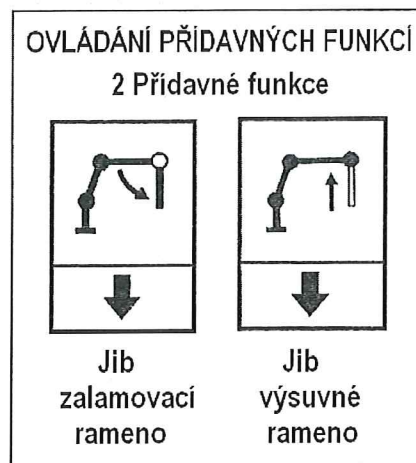 OVLÁDÁNÍ PŘÍDAVNÝCH FUNKCÍ
2 Přídavné funkce
Jib
zalamovací
rameno
Jib
výsuvné
rameno